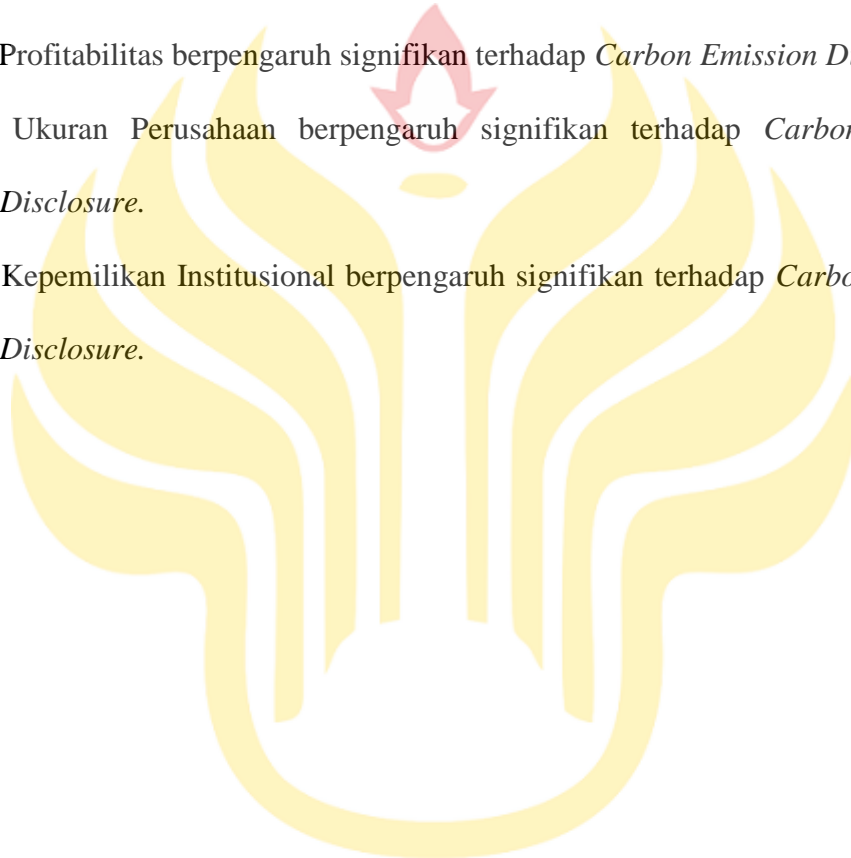 Profitabilitas berpengaruh signifikan terhadap Carbon Emission D
Ukuran Perusahaan berpengaruh signifikan terhadap Carbon
Disclosure.
Kepemilikan Institusional berpengaruh signifikan terhadap Carbo
Disclosure.